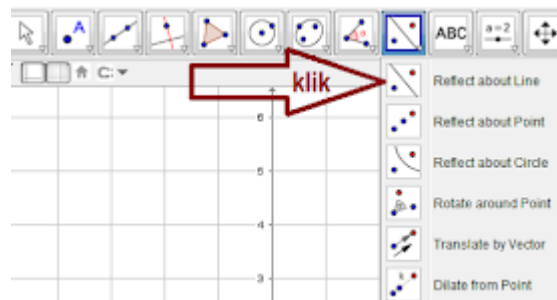 A
ABC
a=2
C:
klik
Reflect about Line
Reflect about Point
Reflect about Circle
Rotate around Point
Translate by Vector
Dilate from Point
6
5
4
3